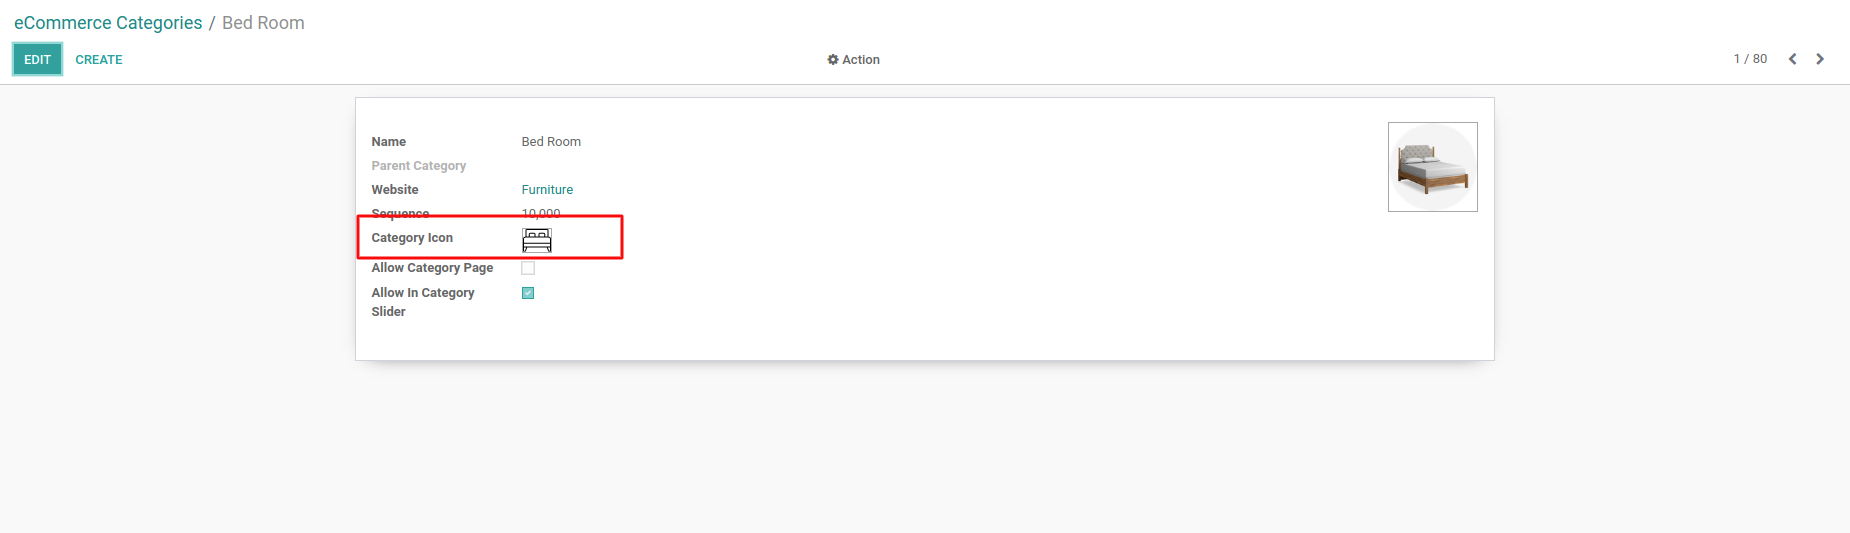 eCommerce Categories / Bed Room
EDIT CREATE Action 1 / 80
Name Bed Room
Parent Category
Website Furniture
Sequence 10,000
Category Icon
Allow Category Page
Allow In Category
Slider